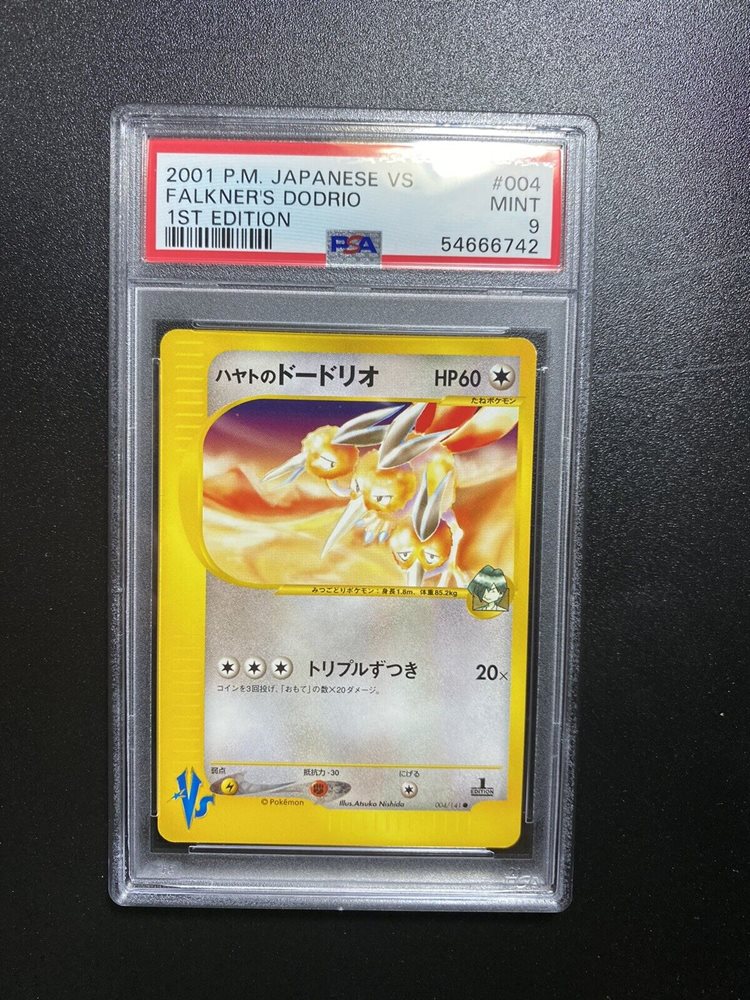 2001 P.M. JAPANESE VS #004
FALKNER'S DODRIO MINT
1ST EDITION 9
PSA 54666742
ハヤトのドードリオ HP60
たねポケモン
みつごとりポケモン：身長1.8m、体重85.2kg
トリプルずつき 20×
コインを3回投げ、「おもて」の数×20ダメージ。
弱点 抵抗力 -30 にげる
1
EDITION
Vs
© Pokémon Illus.Atsuko Nishida 004/141 ●